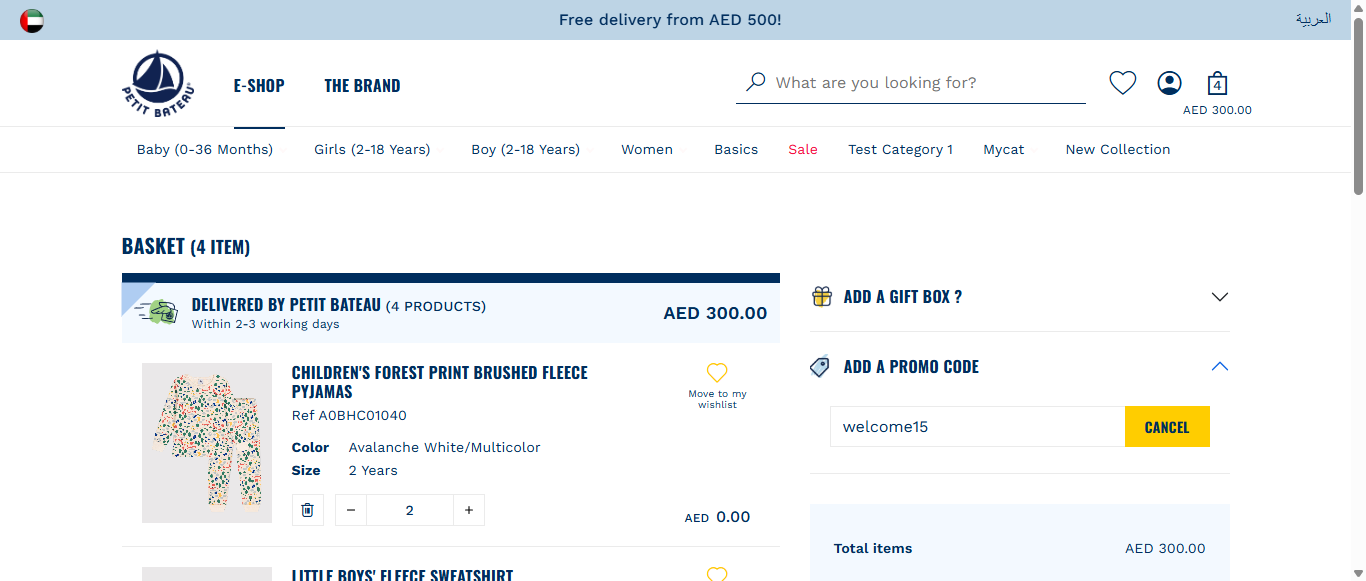 Free delivery from AED 500!
العربية
PETIT BATEAU
E-SHOP
THE BRAND
What are you looking for?
4
AED 300.00
Baby (0-36 Months)
Girls (2-18 Years)
Boy (2-18 Years)
Women
Basics
Sale
Test Category 1
Mycat
New Collection
BASKET (4 ITEM)
DELIVERED BY PETIT BATEAU (4 PRODUCTS)
Within 2-3 working days
AED 300.00
CHILDREN'S FOREST PRINT BRUSHED FLEECE
PYJAMAS
Ref A0BHC01040
Color Avalanche White/Multicolor
Size 2 Years
Move to my
wishlist
− 2 +
AED 0.00
LITTLE BOYS' FLEECE SWEATSHIRT
ADD A GIFT BOX ?
ADD A PROMO CODE
welcome15
CANCEL
Total items AED 300.00